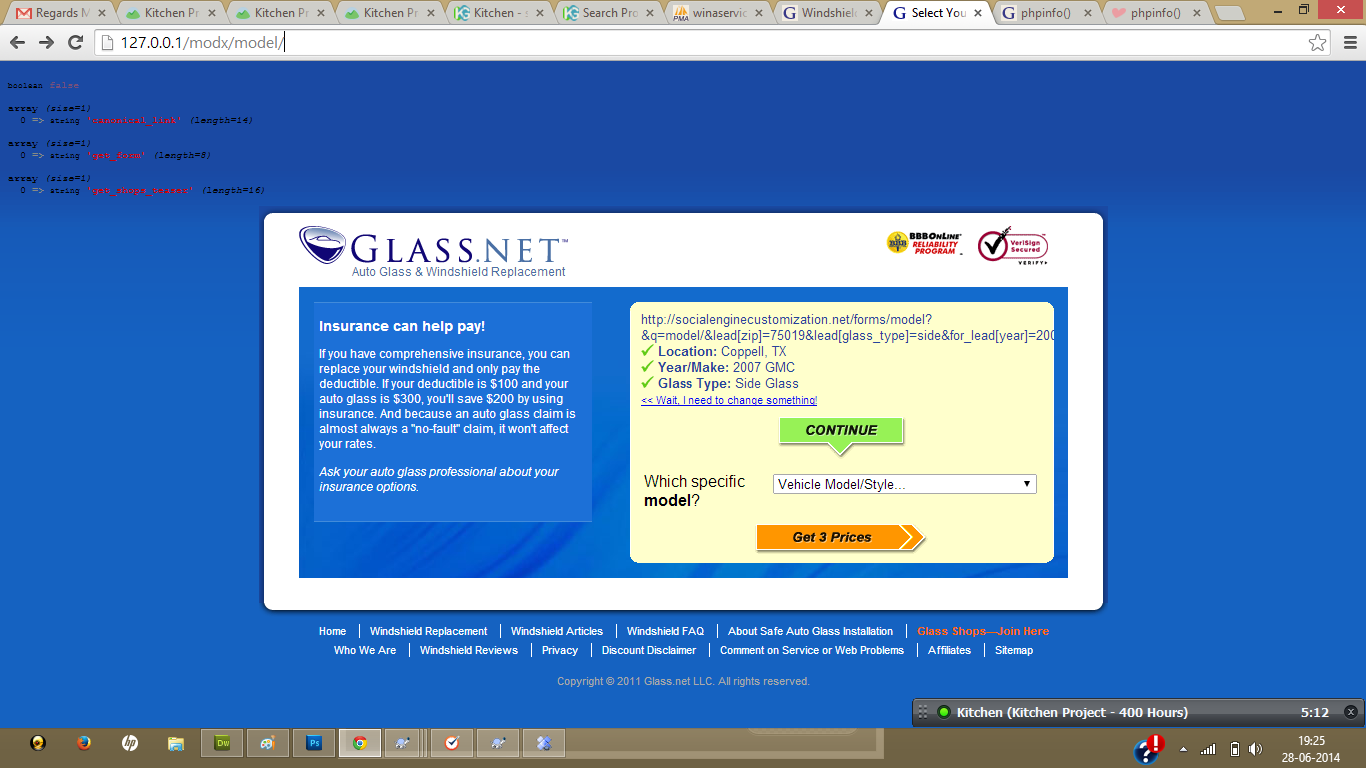 Regards M
Kitchen Pr
Kitchen Pr
Kitchen Pr
Kitchen - s
Search Pro
winaservic
Windshield
Select You
phpinfo()
phpinfo()
127.0.0.1/modx/model/
boolean false
array (size=1)
0 => string 'canonical_link' (length=14)
array (size=1)
0 => string (length=8)
array (size=1)
0 => string (length=16)
GLASS.NET™
Auto Glass & Windshield Replacement
BBB
BBBONLINE
RELIABILITY
PROGRAM
VeriSign
Secured
VERIFY
Insurance can help pay!
If you have comprehensive insurance, you can
replace your windshield and only pay the
deductible. If your deductible is $100 and your
auto glass is $300, you'll save $200 by using
insurance. And because an auto glass claim is
almost always a "no-fault" claim, it won't affect
your rates.
Ask your auto glass professional about your
insurance options.
http://socialenginecustomization.net/forms/model?
&q=model/&lead[zip]=75019&lead[glass_type]=side&for_lead[year]=200
Location: Coppell, TX
Year/Make: 2007 GMC
Glass Type: Side Glass
<< Wait, I need to change something!
CONTINUE
Which specific
model?
Vehicle Model/Style...
Get 3 Prices
Home
Windshield Replacement
Windshield Articles
Windshield FAQ
About Safe Auto Glass Installation
Glass Shops—Join Here
Who We Are
Windshield Reviews
Privacy
Discount Disclaimer
Comment on Service or Web Problems
Affiliates
Sitemap
Copyright © 2011 Glass.net LLC. All rights reserved.
Kitchen (Kitchen Project - 400 Hours)
5:12
hp
Dw
Ps
19:25
28-06-2014